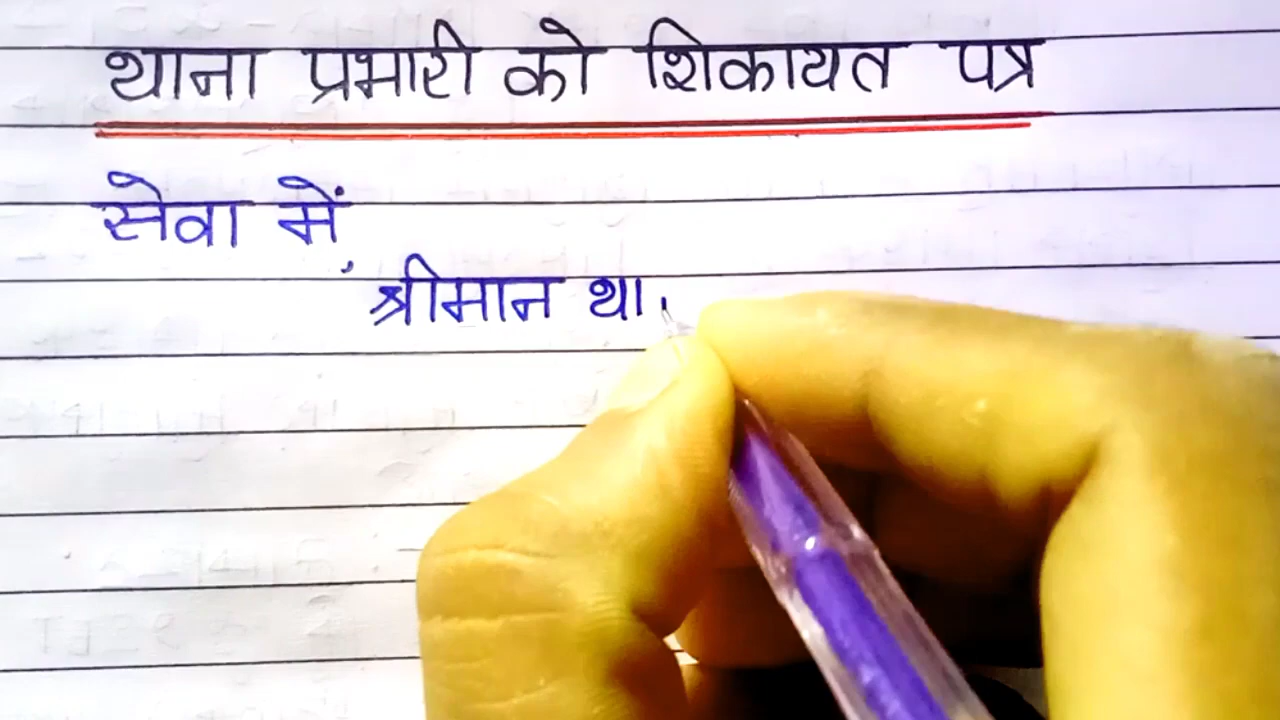 थाना प्रभारी को शिकायत पत्र
सेवा में,
श्रीमान था